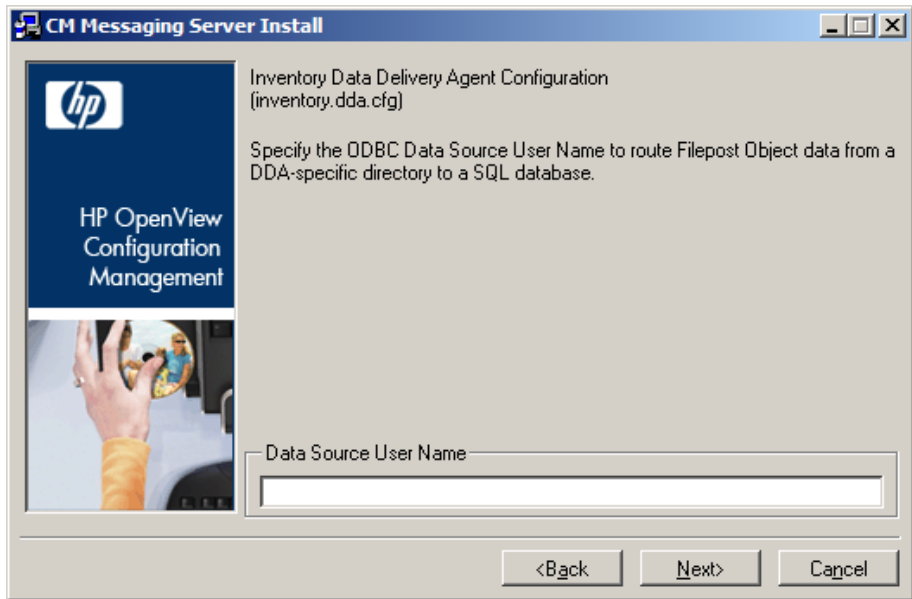 CM Messaging Server Install
hp
HP OpenView
Configuration
Management
Inventory Data Delivery Agent Configuration
(inventory.dda.cfg)
Specify the ODBC Data Source User Name to route Filepost Object data from a
DDA-specific directory to a SQL database.
Data Source User Name
<Back
Next>
Cancel